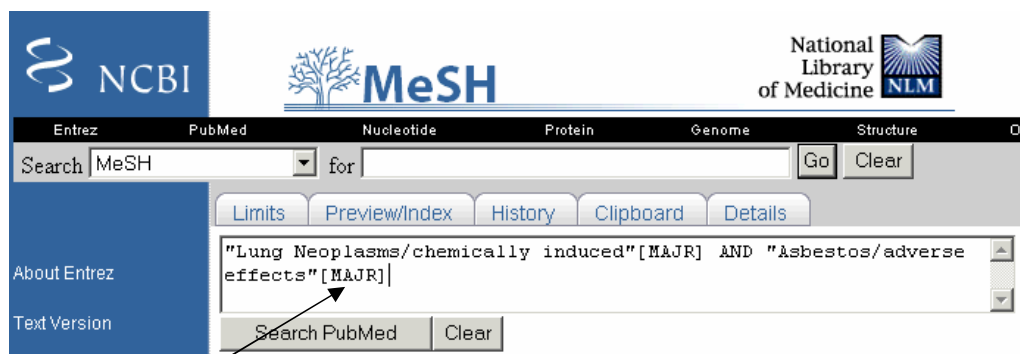 NCBI
MeSH
National
Library
of Medicine NLM
Entrez PubMed Nucleotide Protein Genome Structure O
Search MeSH for Go Clear
Limits Preview/Index History Clipboard Details
"Lung Neoplasms/chemically induced"[MAJR] AND "Asbestos/adverse
effects"[MAJR]
About Entrez
Text Version
Search PubMed Clear